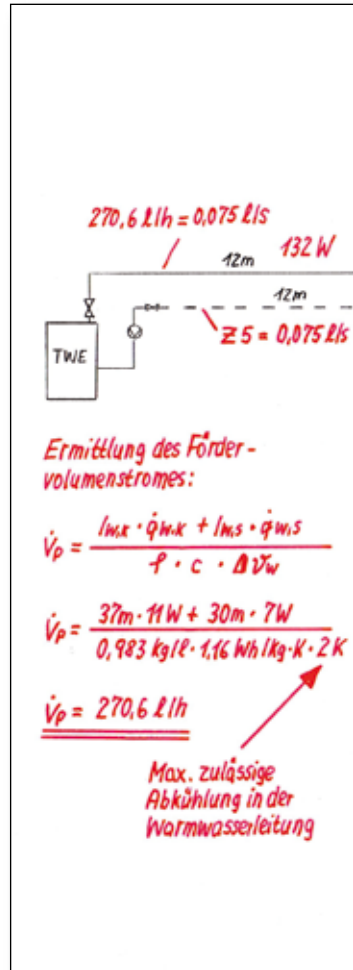 270,6 l/h = 0,075 l/s
12m 132 W
12m
Z 5 = 0,075 l/s
TWE
Ermittlung des Förder-
volumenstromes:
V̇p = (lw,k · q̇w,k + lw,s · q̇w,s) / (ρ · c · Δϑw)
V̇p = (37m · 11W + 30m · 7W) / (0,983 kg/l · 1,16 Wh/kg·K · 2K)
V̇p = 270,6 l/h
Max. zulässige
Abkühlung in der
Warmwasserleitung